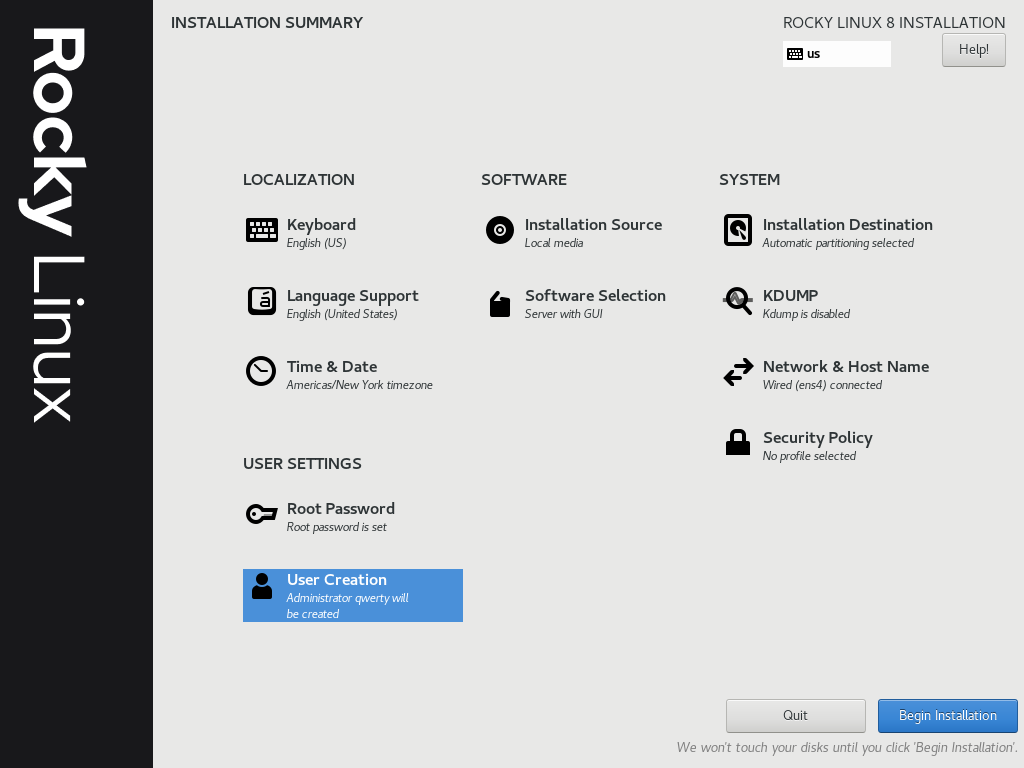 Rocky Linux
INSTALLATION SUMMARY
ROCKY LINUX 8 INSTALLATION
us
Help!
LOCALIZATION
Keyboard
English (US)
Language Support
English (United States)
Time & Date
Americas/New York timezone
SOFTWARE
Installation Source
Local media
Software Selection
Server with GUI
SYSTEM
Installation Destination
Automatic partitioning selected
KDUMP
Kdump is disabled
Network & Host Name
Wired (ens4) connected
Security Policy
No profile selected
USER SETTINGS
Root Password
Root password is set
User Creation
Administrator qwerty will
be created
Quit
Begin Installation
We won't touch your disks until you click 'Begin Installation'.